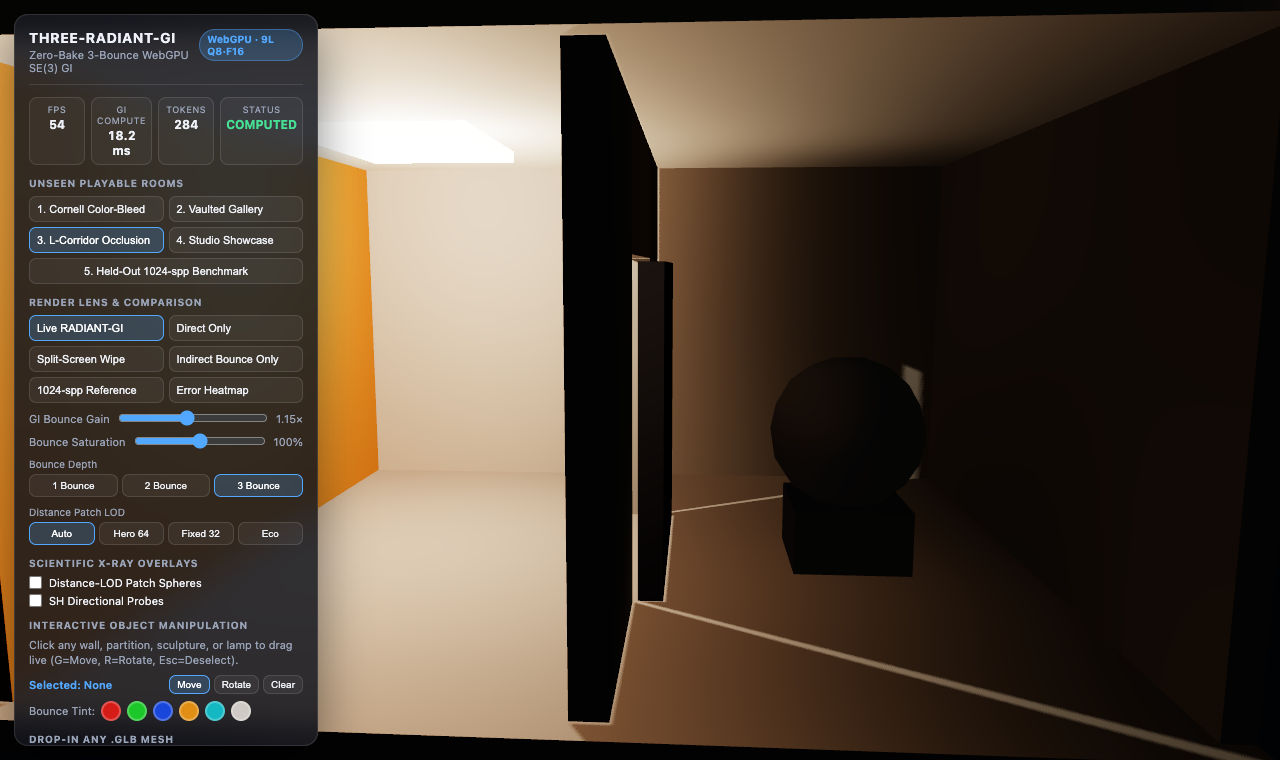 THREE-RADIANT-GI
Zero-Bake 3-Bounce WebGPU
SE(3) GI
WebGPU · 9L
Q8·F16
FPS
54
GI
COMPUTE
18.2
ms
TOKENS
284
STATUS
COMPUTED
UNSEEN PLAYABLE ROOMS
1. Cornell Color-Bleed
2. Vaulted Gallery
3. L-Corridor Occlusion
4. Studio Showcase
5. Held-Out 1024-spp Benchmark
RENDER LENS & COMPARISON
Live RADIANT-GI
Direct Only
Split-Screen Wipe
Indirect Bounce Only
1024-spp Reference
Error Heatmap
GI Bounce Gain 1.15×
Bounce Saturation 100%
Bounce Depth
1 Bounce
2 Bounce
3 Bounce
Distance Patch LOD
Auto
Hero 64
Fixed 32
Eco
SCIENTIFIC X-RAY OVERLAYS
Distance-LOD Patch Spheres
SH Directional Probes
INTERACTIVE OBJECT MANIPULATION
Click any wall, partition, sculpture, or lamp to drag
live (G=Move, R=Rotate, Esc=Deselect).
Selected: None
Move
Rotate
Clear
Bounce Tint:
DROP-IN ANY .GLB MESH